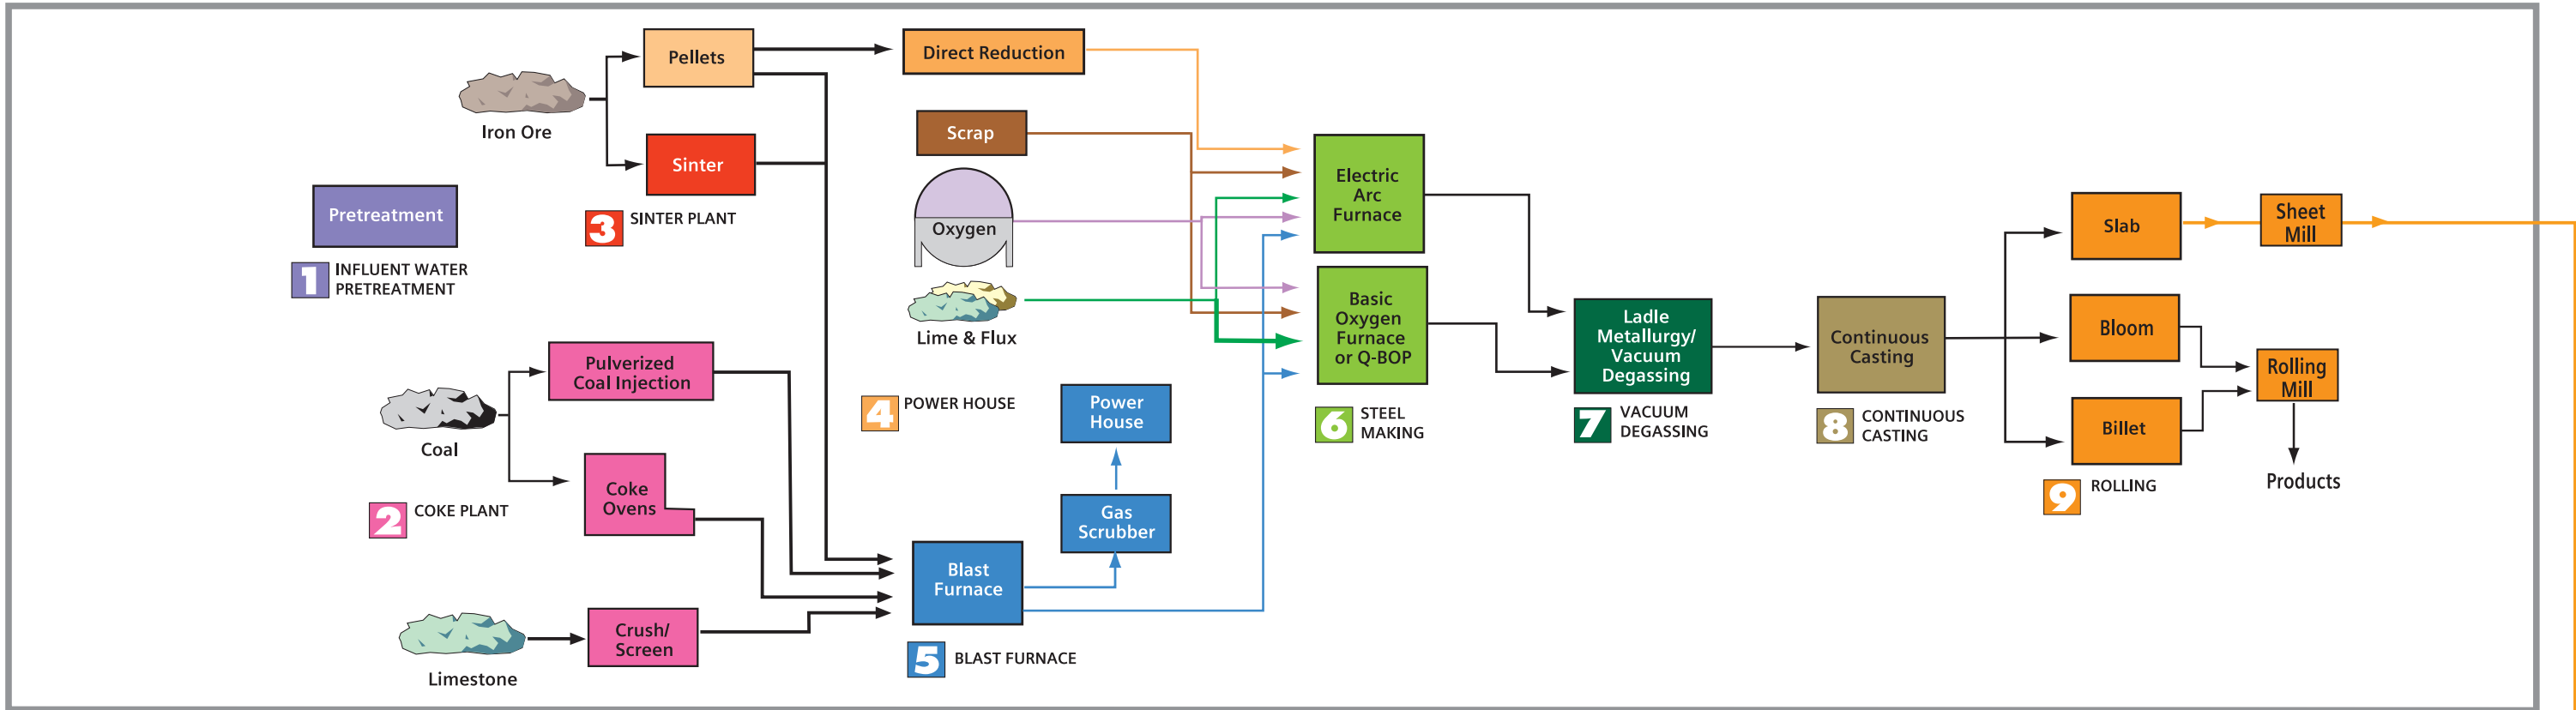 Pellets
Direct Reduction
Iron Ore
Scrap
Sinter
3 SINTER PLANT
Pretreatment
1 INFLUENT WATER
PRETREATMENT
Oxygen
Lime & Flux
Electric
Arc
Furnace
Basic
Oxygen
Furnace
or Q-BOP
Pulverized
Coal Injection
Coal
4 POWER HOUSE
Power
House
6 STEEL
MAKING
Ladle
Metallurgy/
Vacuum
Degassing
7 VACUUM
DEGASSING
Continuous
Casting
8 CONTINUOUS
CASTING
Slab
Sheet
Mill
Bloom
Rolling
Mill
Billet
Products
9 ROLLING
Coke
Ovens
2 COKE PLANT
Gas
Scrubber
Blast
Furnace
5 BLAST FURNACE
Crush/
Screen
Limestone